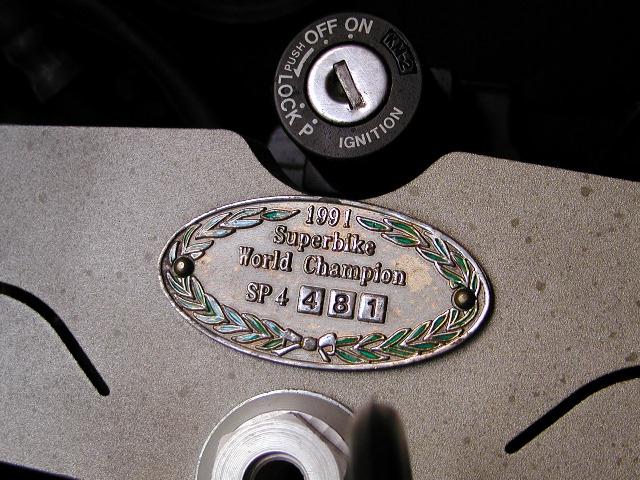 OFF ON
PUSH
LOCK P
IGNITION
1991
Superbike
World Champion
SP 4 481